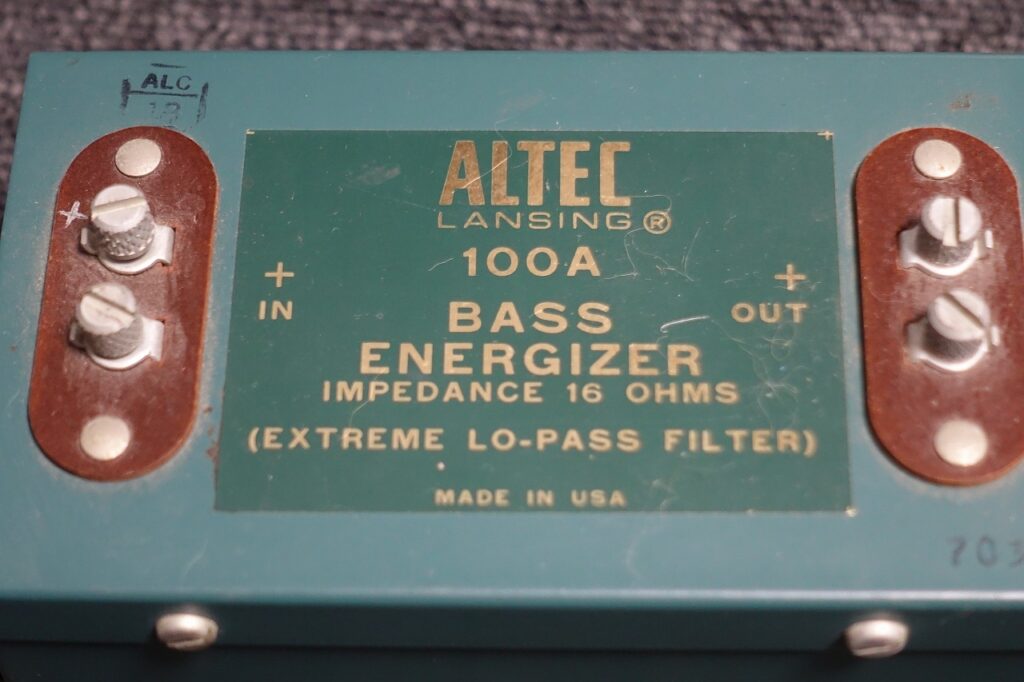 ALC
ALTEC
LANSING®
100A
+ +
IN OUT
BASS
ENERGIZER
IMPEDANCE 16 OHMS
(EXTREME LO-PASS FILTER)
MADE IN USA